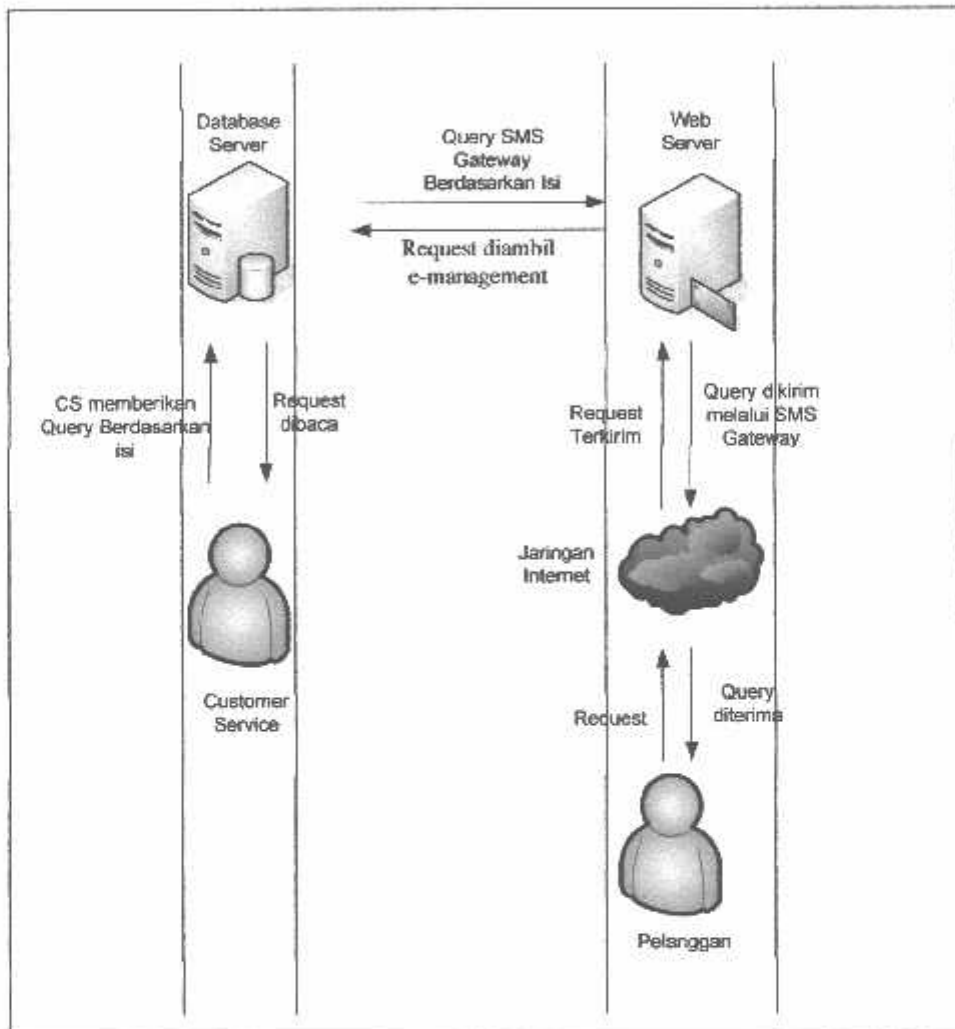 Database
Server
Query SMS
Gateway
Berdasarkan Isi
Web
Server
Request diambil
e-management
CS memberikan
Query Berdasarkan
isi
Request
dibaca
Request
Terkirim
Query dikirim
melalui SMS
Gateway
Jaringan
Internet
Customer
Service
Request
Query
diterima
Pelanggan